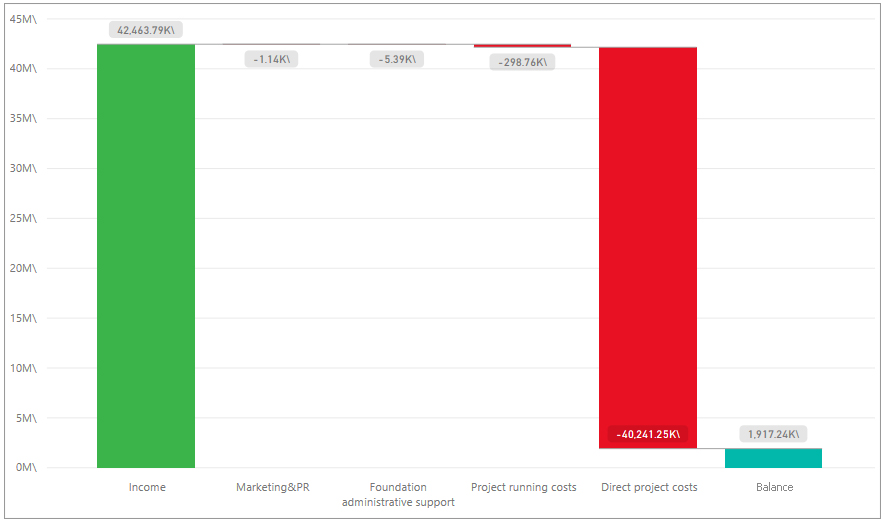 45M\
40M\
35M\
30M\
25M\
20M\
15M\
10M\
5M\
0M\
42,463.79K\
-1.14K\
-5.39K\
-298.76K\
-40,241.25K\
1,917.24K\
Income
Marketing&PR
Foundation
administrative support
Project running costs
Direct project costs
Balance